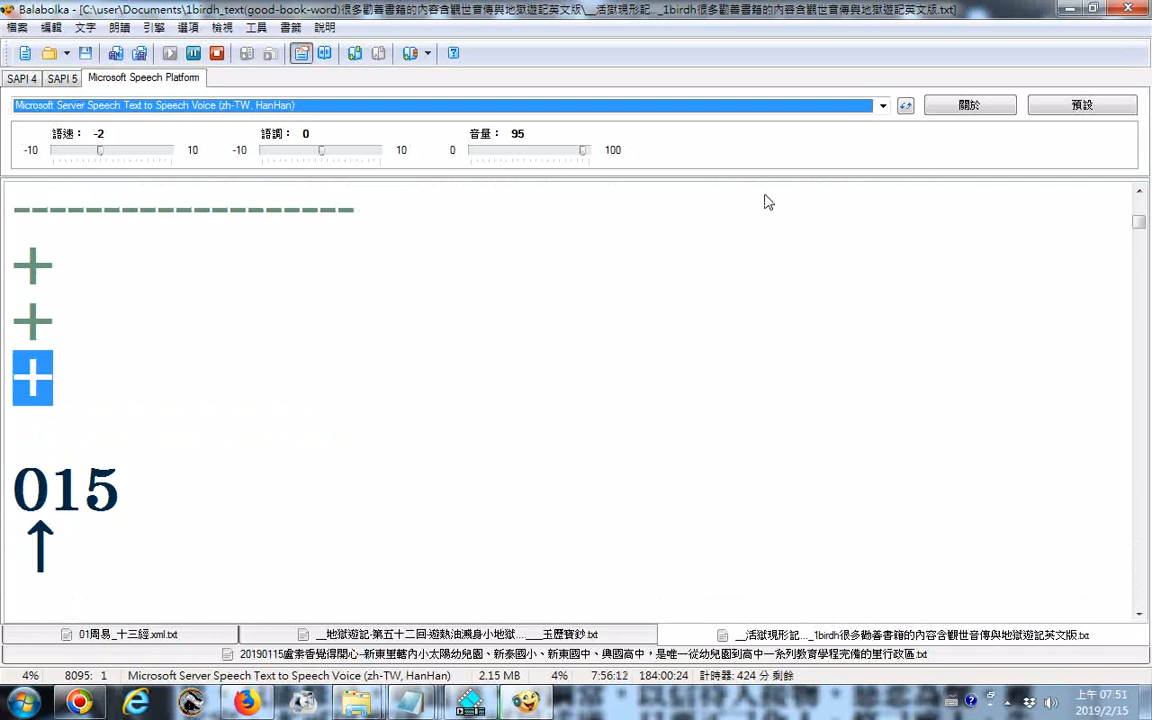 Balabolka - [C:\user\Documents\1birdh_text(good-book-word)很多勸善書籍的內容含觀世音傳與地獄遊記英文版\__活獄現形記..._1birdh很多勸善書籍的內容含觀世音傳與地獄遊記英文版.txt]
檔案 編輯 文字 朗讀 引擎 選項 檢視 工具 書籤 說明
SAPI 4 SAPI 5 Microsoft Speech Platform
Microsoft Server Speech Text to Speech Voice (zh-TW, HanHan) 關於 預設
語速： -2 語調： 0 音量： 95
-10 10 -10 10 0 100
-------------------
+
+
+
015
↑
01周易_十三經.xml.txt __地獄遊記-第五十二回-遊熱油濺身小地獄....___玉歷寶鈔.txt __活獄現形記..._1birdh很多勸善書籍的內容含觀世音傳與地獄遊記英文版.txt
20190115盧素香覺得開心-新東里轄內小太陽幼兒園、新泰國小、新東國中、興國高中，是唯一從幼兒園到高中一系列教育學程完備的里行政區.txt
4% 8095: 1 Microsoft Server Speech Text to Speech Voice (zh-TW, HanHan) 2.15 MB 4% 7:56:12 184:00:24 計時器: 424 分 剩餘
上午 07:51
2019/2/15